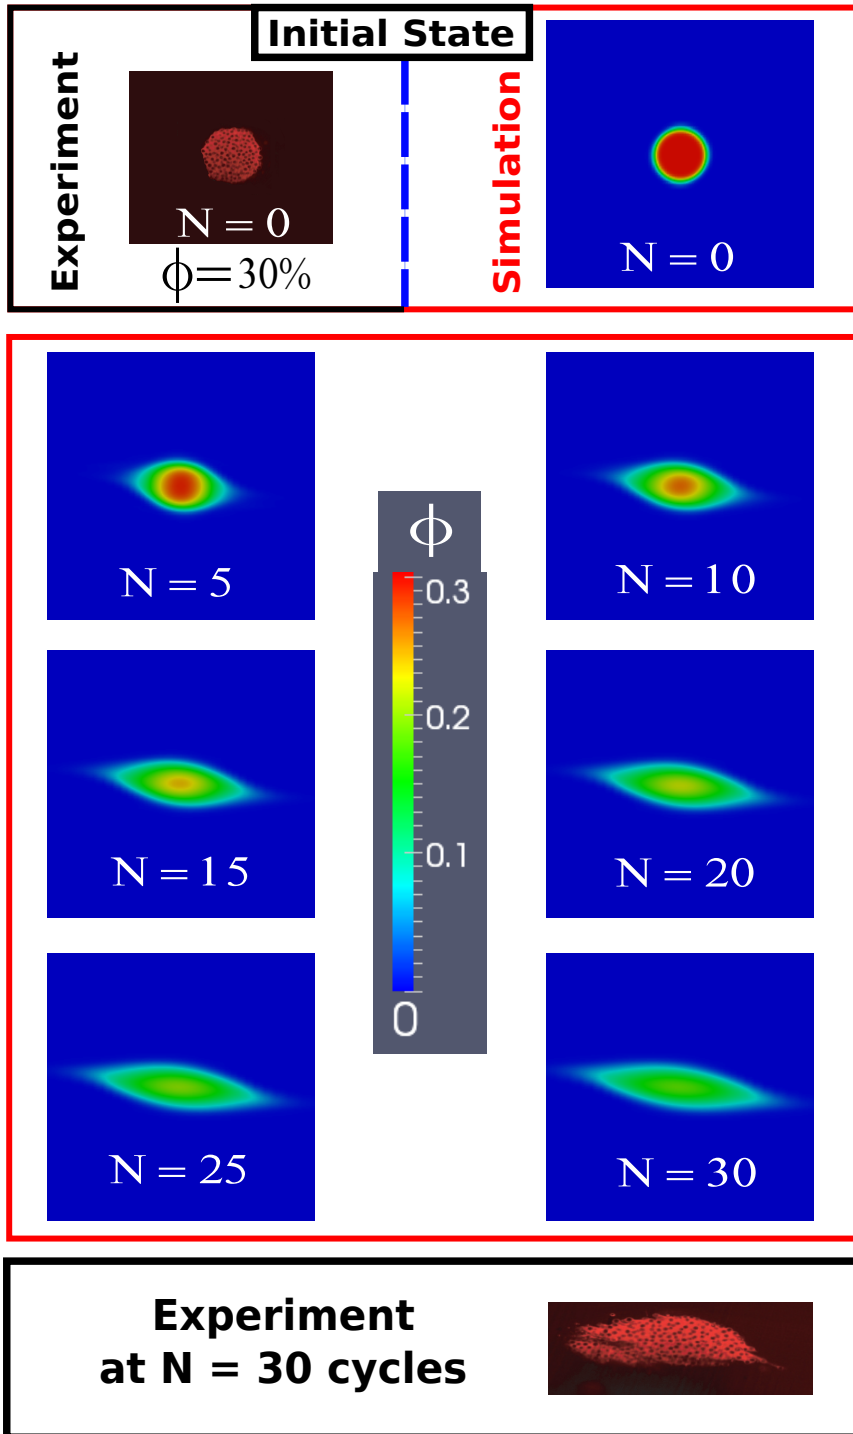 Initial State
Experiment
N = 0
ϕ=30%
Simulation
N = 0
N = 5
N = 10
ϕ
0.3
0.2
0.1
0
N = 15
N = 20
N = 25
N = 30
Experiment
at N = 30 cycles